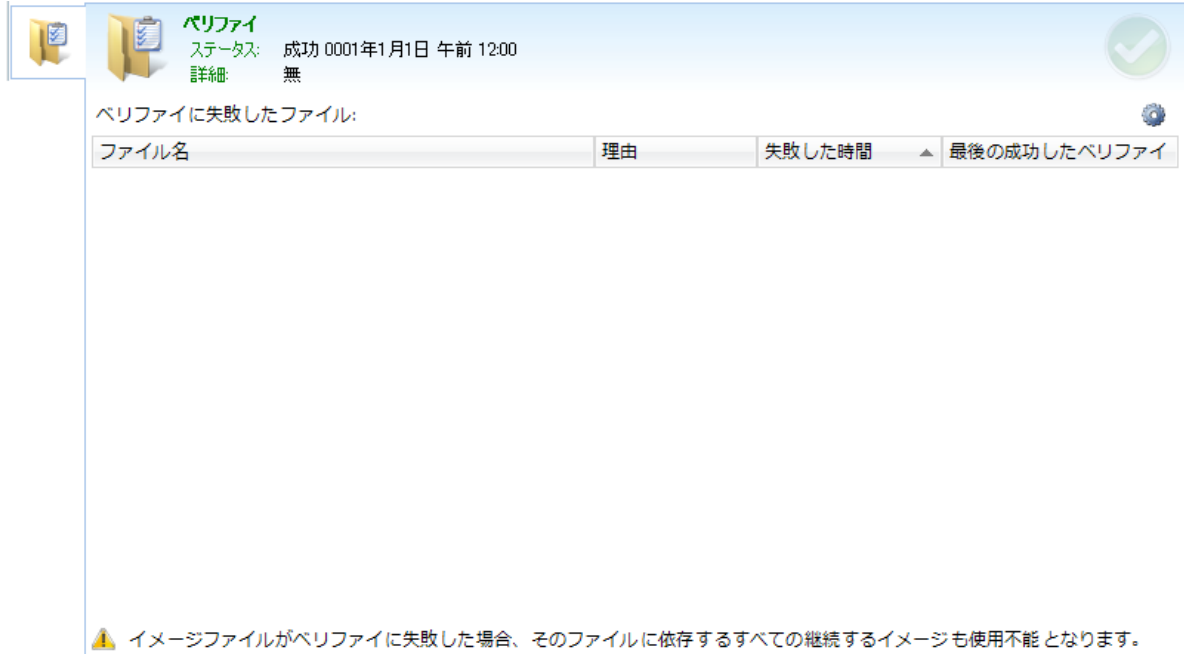 ベリファイ
ステータス: 成功 0001年1月1日 午前 12:00
詳細: 無
ベリファイに失敗したファイル:
ファイル名 理由 失敗した時間 最後の成功したベリファイ
イメージファイルがベリファイに失敗した場合、そのファイルに依存するすべての継続するイメージも使用不能となります。